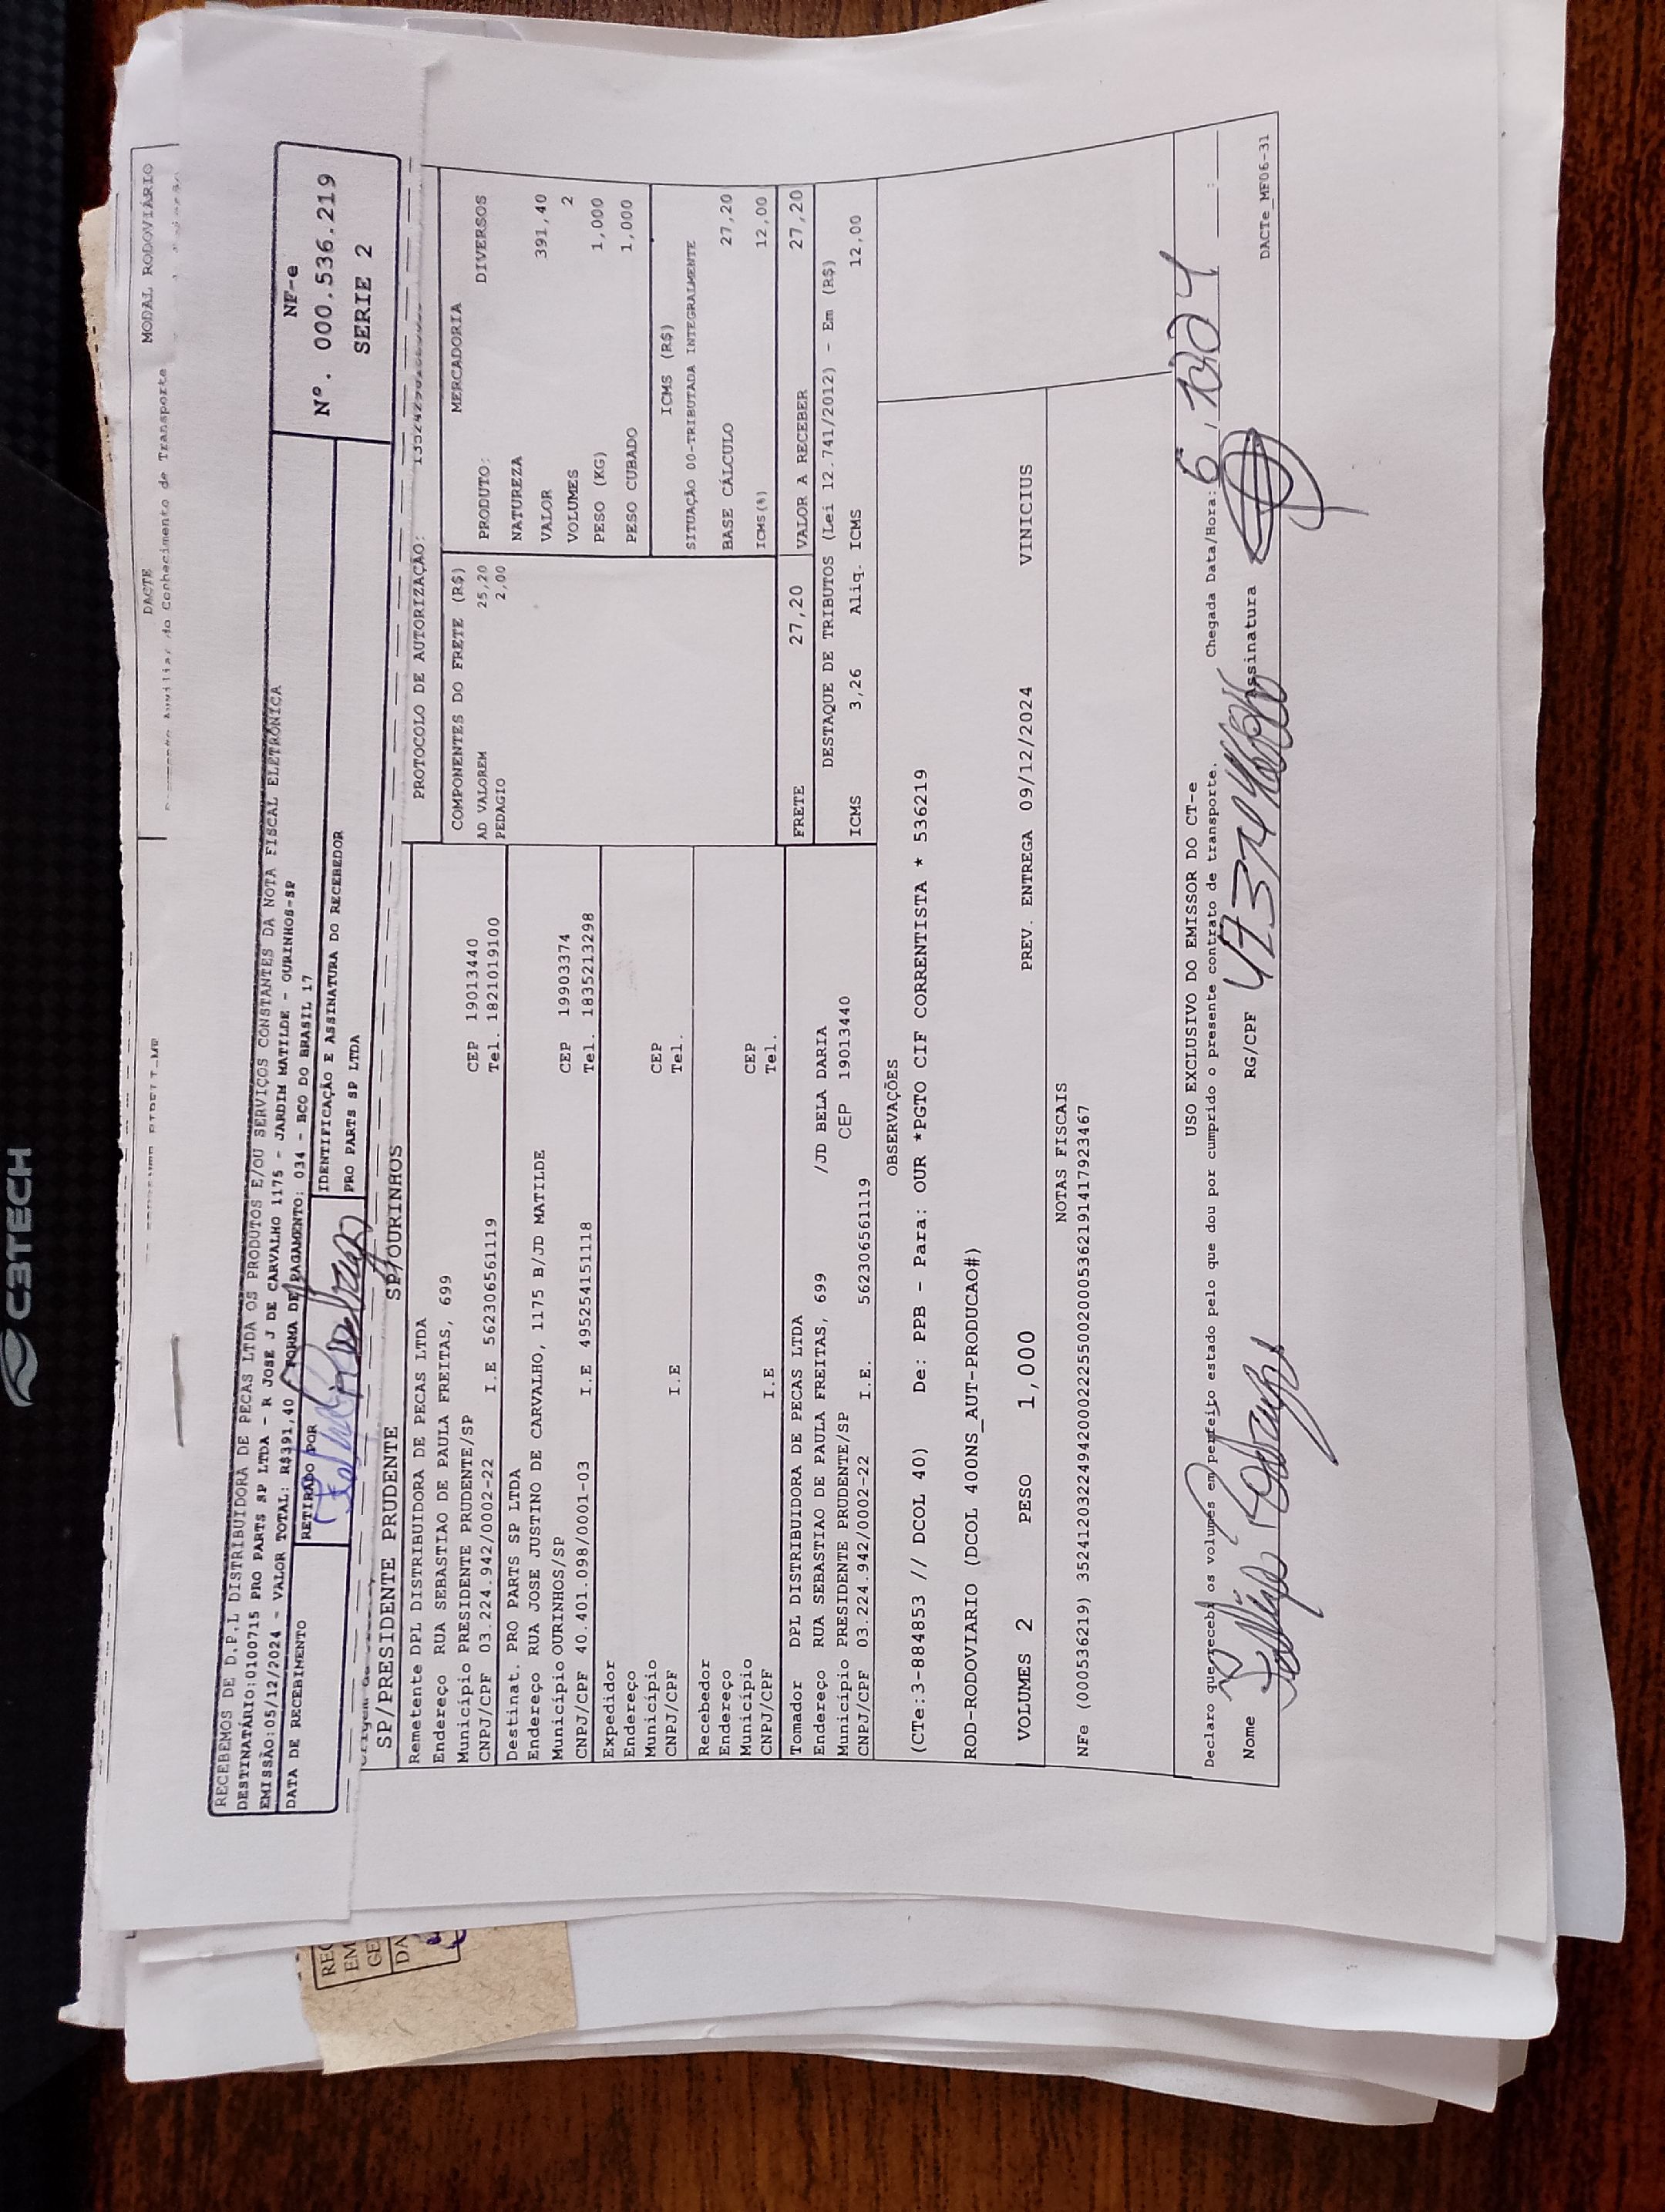 C3TECH
DACTE
MODAL RODOVIÁRIO
do Conhecimento de Transporte
RECEBEMOS DE D.P.L DISTRIBUIDORA DE PECAS LTDA OS PRODUTOS E/OU SERVIÇOS CONSTANTES DA NOTA FISCAL ELETRÔNICA
DESTINATÁRIO:0100715 PRO PARTS SP LTDA - R JOSE J DE CARVALHO 1175 - JARDIM MATILDE - OURINHOS-SP
EMISSÃO:05/12/2024 - VALOR TOTAL: R$391,40 FORMA DE PAGAMENTO: 034 - BCO DO BRASIL 17
DATA DE RECEBIMENTO
RETIRADO POR
IDENTIFICAÇÃO E ASSINATURA DO RECEBEDOR
PRO PARTS SP LTDA
NF-e
Nº. 000.536.219
SERIE 2
SP/PRESIDENTE PRUDENTE SP/OURINHOS
PROTOCOLO DE AUTORIZAÇÃO:
Remetente DPL DISTRIBUIDORA DE PECAS LTDA
Endereço RUA SEBASTIAO DE PAULA FREITAS, 699
Município PRESIDENTE PRUDENTE/SP CEP 19013440
CNPJ/CPF 03.224.942/0002-22 I.E 562306561119 Tel. 1821019100
Destinat. PRO PARTS SP LTDA
Endereço RUA JOSE JUSTINO DE CARVALHO, 1175 B/JD MATILDE
Município OURINHOS/SP CEP 19903374
CNPJ/CPF 40.401.098/0001-03 I.E 495254151118 Tel. 1835213298
Expedidor
Endereço
Município CEP
CNPJ/CPF I.E Tel.
Recebedor
Endereço
Município CEP
CNPJ/CPF I.E Tel.
Tomador DPL DISTRIBUIDORA DE PECAS LTDA
Endereço RUA SEBASTIAO DE PAULA FREITAS, 699 /JD BELA DARIA
Município PRESIDENTE PRUDENTE/SP CEP 19013440
CNPJ/CPF 03.224.942/0002-22 I.E. 562306561119
COMPONENTES DO FRETE (R$)
AD VALOREM 25,20
PEDAGIO 2,00
MERCADORIA
PRODUTO: DIVERSOS
NATUREZA
VALOR 391,40
VOLUMES 2
PESO (KG) 1,000
PESO CUBADO 1,000
ICMS (R$)
SITUAÇÃO 00-TRIBUTADA INTEGRALMENTE
BASE CÁLCULO 27,20
ICMS(%) 12,00
FRETE 27,20 VALOR A RECEBER 27,20
DESTAQUE DE TRIBUTOS (Lei 12.741/2012) - Em (R$)
ICMS 3,26 Aliq. ICMS 12,00
OBSERVAÇÕES
(CTe:3-884853 // DCOL 40) De: PPB - Para: OUR *PGTO CIF CORRENTISTA * 536219
ROD-RODOVIARIO (DCOL 400NS_AUT-PRODUCAO#)
VOLUMES 2 PESO 1,000 PREV. ENTREGA 09/12/2024 VINICIUS
NOTAS FISCAIS
NFe (000536219) 35241203224942000222550020005362191417923467
USO EXCLUSIVO DO EMISSOR DO CT-e
Declaro que recebi os volumes em perfeito estado pelo que dou por cumprido o presente contrato de transporte. Chegada Data/Hora:
Nome RG/CPF Assinatura
DACTe_MF06-31
REC
EM
GE
DA